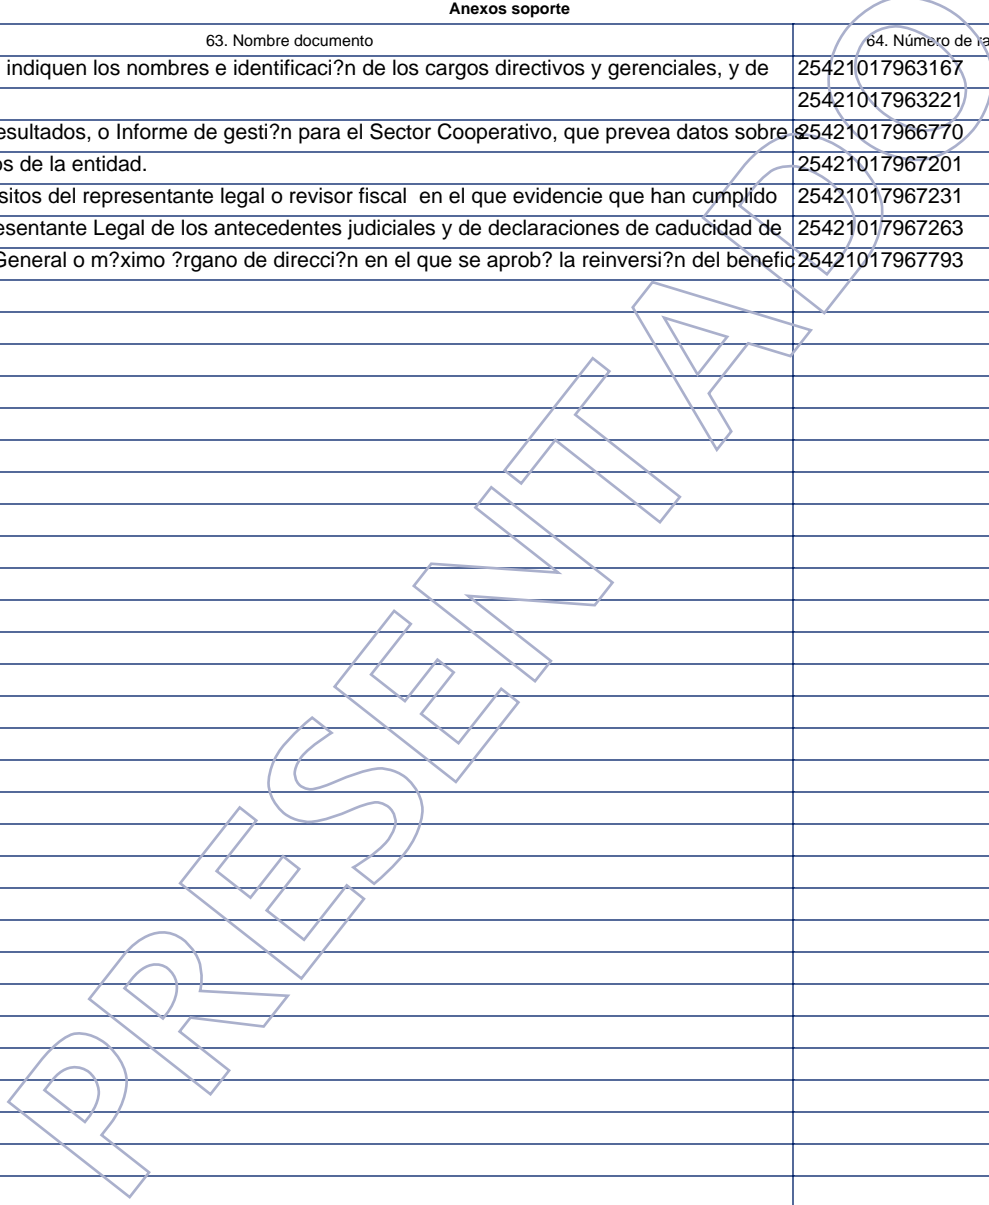 Anexos soporte
63. Nombre documento 64. Número de
indiquen los nombres e identificaci?n de los cargos directivos y gerenciales, y de 25421017963167
25421017963221
esultados, o Informe de gesti?n para el Sector Cooperativo, que prevea datos sobre 25421017966770
os de la entidad. 25421017967201
sitos del representante legal o revisor fiscal en el que evidencie que han cumplido 25421017967231
esentante Legal de los antecedentes judiciales y de declaraciones de caducidad de 25421017967263
General o m?ximo ?rgano de direcci?n en el que se aprob? la reinversi?n del benefic 25421017967793
PRESENTADO